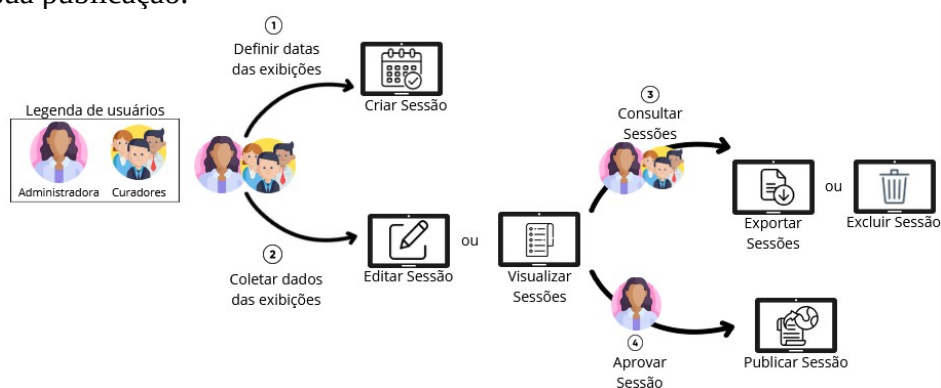 sua publicação.
1
Definir datas
das exibições
Criar Sessão
Legenda de usuários
Administradora
Curadores
2
Coletar dados
das exibições
Editar Sessão
ou
Visualizar
Sessões
3
Consultar
Sessões
Exportar
Sessões
ou
Excluir Sessão
4
Aprovar
Sessão
Publicar Sessão